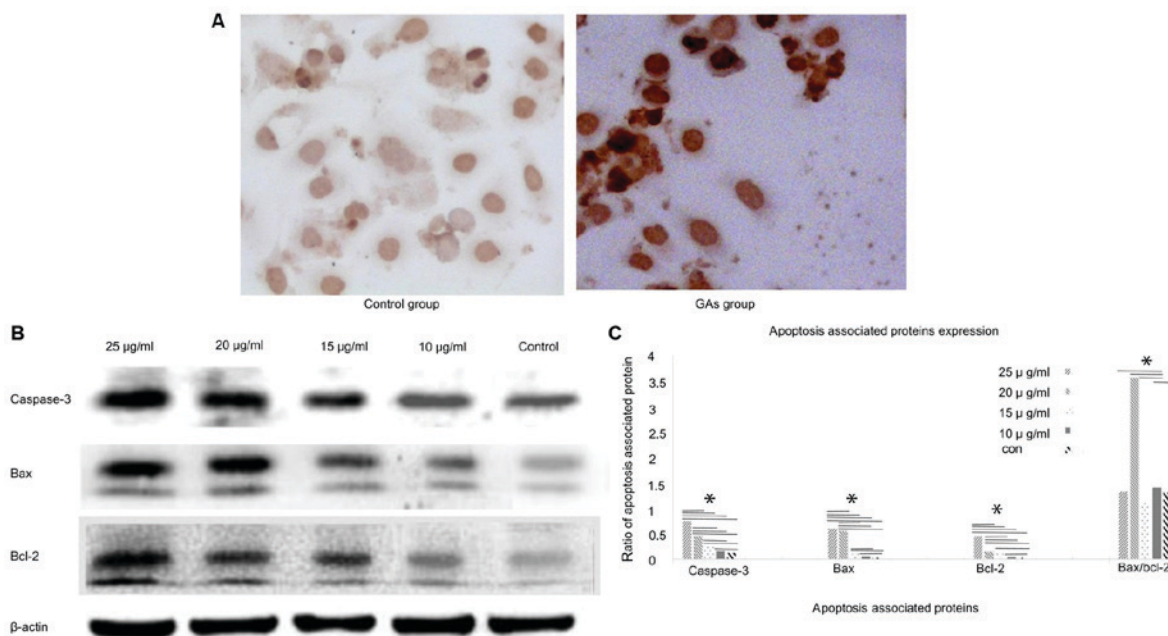 A
Control group
GAs group
B
25 µg/ml 20 µg/ml 15 µg/ml 10 µg/ml Control
Caspase-3
Bax
Bcl-2
β-actin
C
Apoptosis associated proteins expression
Ratio of apoptosis associated protein
4
3.5
3
2.5
2
1.5
1
0.5
0
25 µ g/ml
20 µ g/ml
15 µ g/ml
10 µ g/ml
con
*
*
*
*
Caspase-3 Bax Bcl-2 Bax/bcl-2
Apoptosis associated proteins